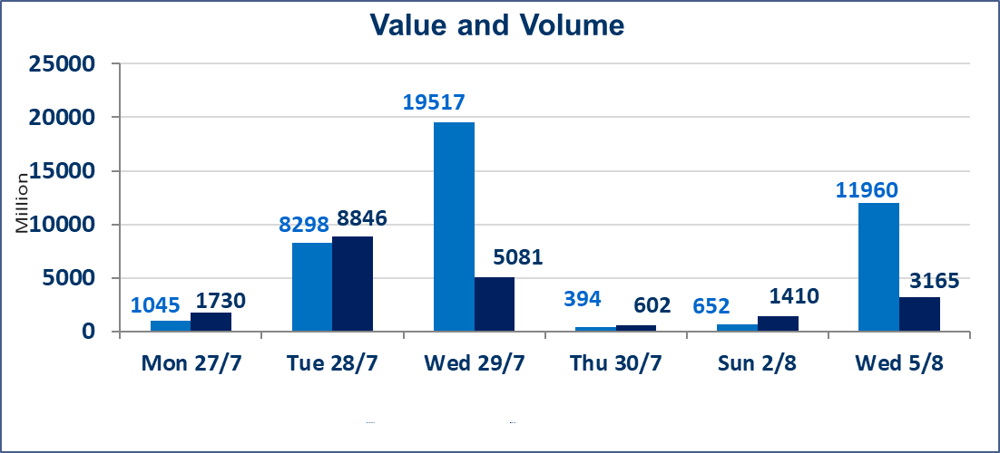 Value and Volume
25000
20000
15000
10000
5000
0
Million
1045
1730
8298
8846
19517
5081
394
602
652
1410
11960
3165
Mon 27/7
Tue 28/7
Wed 29/7
Thu 30/7
Sun 2/8
Wed 5/8